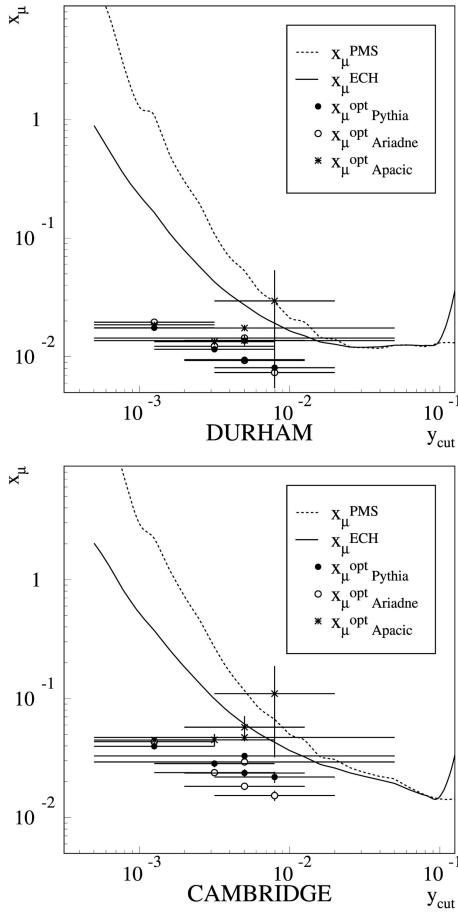 x_μ
x_μ^PMS
x_μ^ECH
x_μ^opt Pythia
x_μ^opt Ariadne
x_μ^opt Apacic
1
10^-1
10^-2
10^-3 10^-2 10^-1
DURHAM y_cut
x_μ
x_μ^PMS
x_μ^ECH
x_μ^opt Pythia
x_μ^opt Ariadne
x_μ^opt Apacic
1
10^-1
10^-2
10^-3 10^-2 10^-1
CAMBRIDGE y_cut